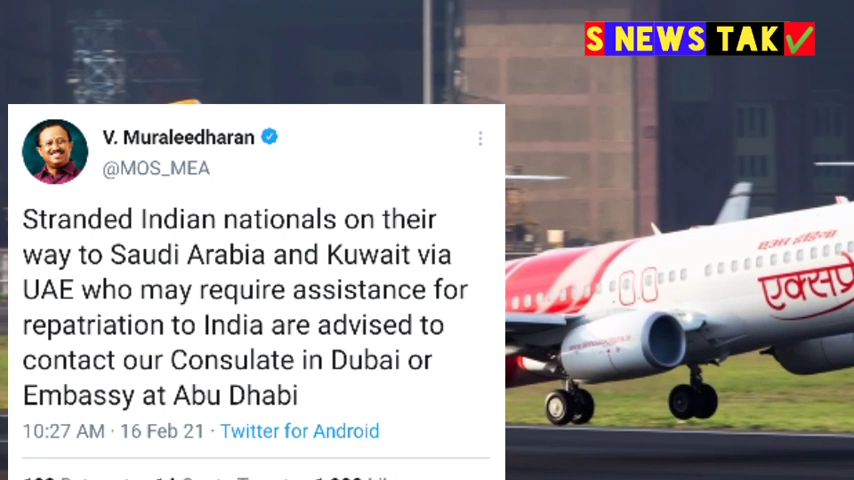 S NEWS TAK
V. Muraleedharan
@MOS_MEA
Stranded Indian nationals on their
way to Saudi Arabia and Kuwait via
UAE who may require assistance for
repatriation to India are advised to
contact our Consulate in Dubai or
Embassy at Abu Dhabi
10:27 AM · 16 Feb 21 · Twitter for Android
एक्सप्रे